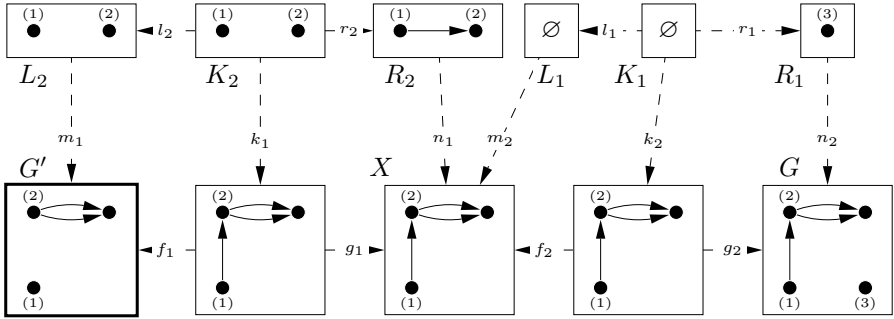 (1) (2) l₂ (1) (2) r₂ (1) (2) ∅ l₁ ∅ r₁ (3)
L₂ K₂ R₂ L₁ K₁ R₁
m₁ k₁ n₁ m₂ k₂ n₂
G′ X G
(2) (2) (2) (2) (2)
f₁ g₁ f₂ g₂
(1) (1) (1) (1) (1) (3)